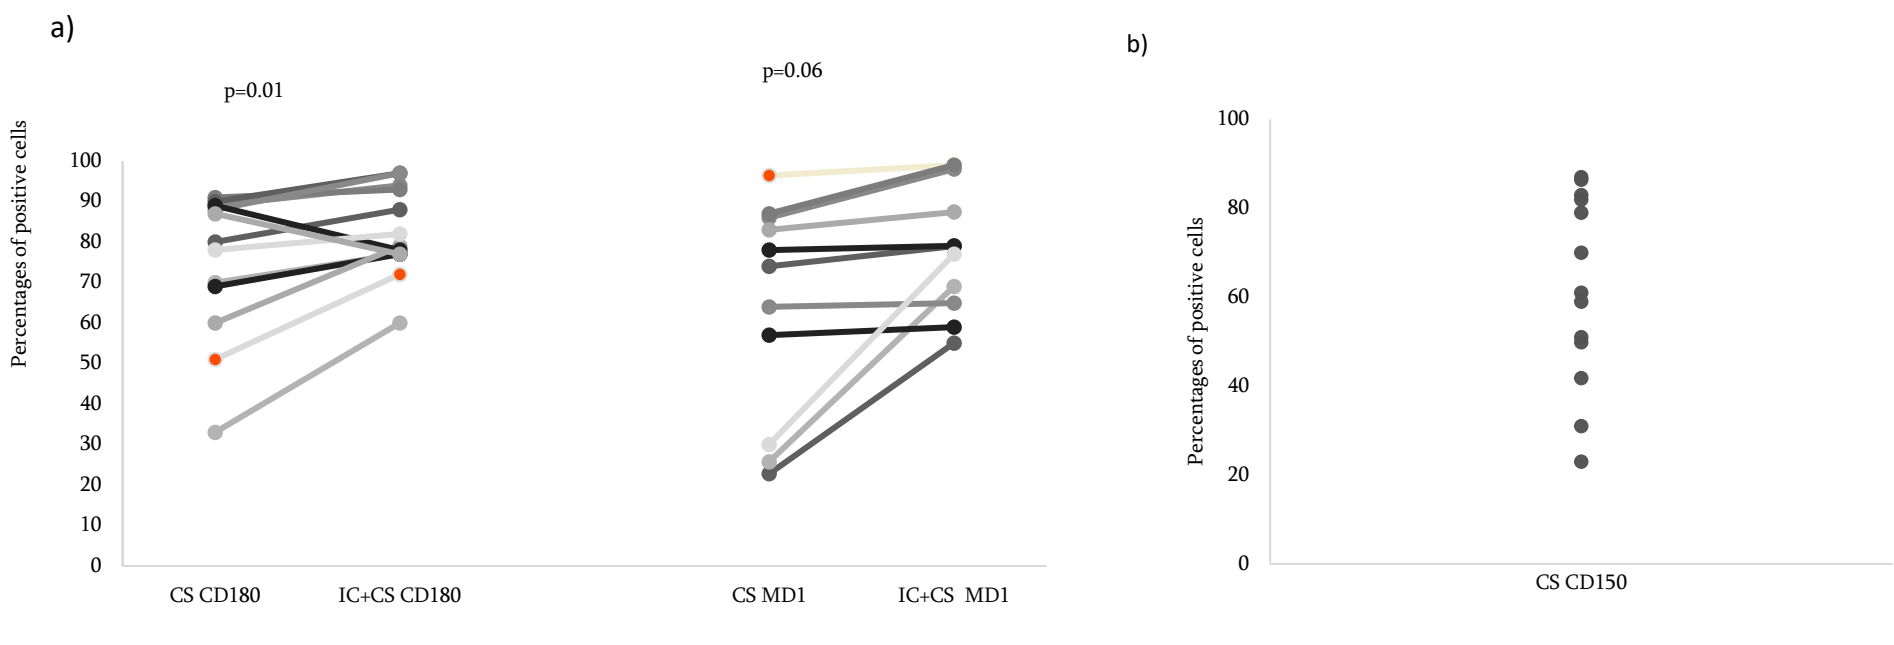 a)
p=0.01
p=0.06
Percentages of positive cells
100
90
80
70
60
50
40
30
20
10
0
CS CD180
IC+CS CD180
CS MD1
IC+CS MD1
b)
Percentages of positive cells
100
80
60
40
20
0
CS CD150